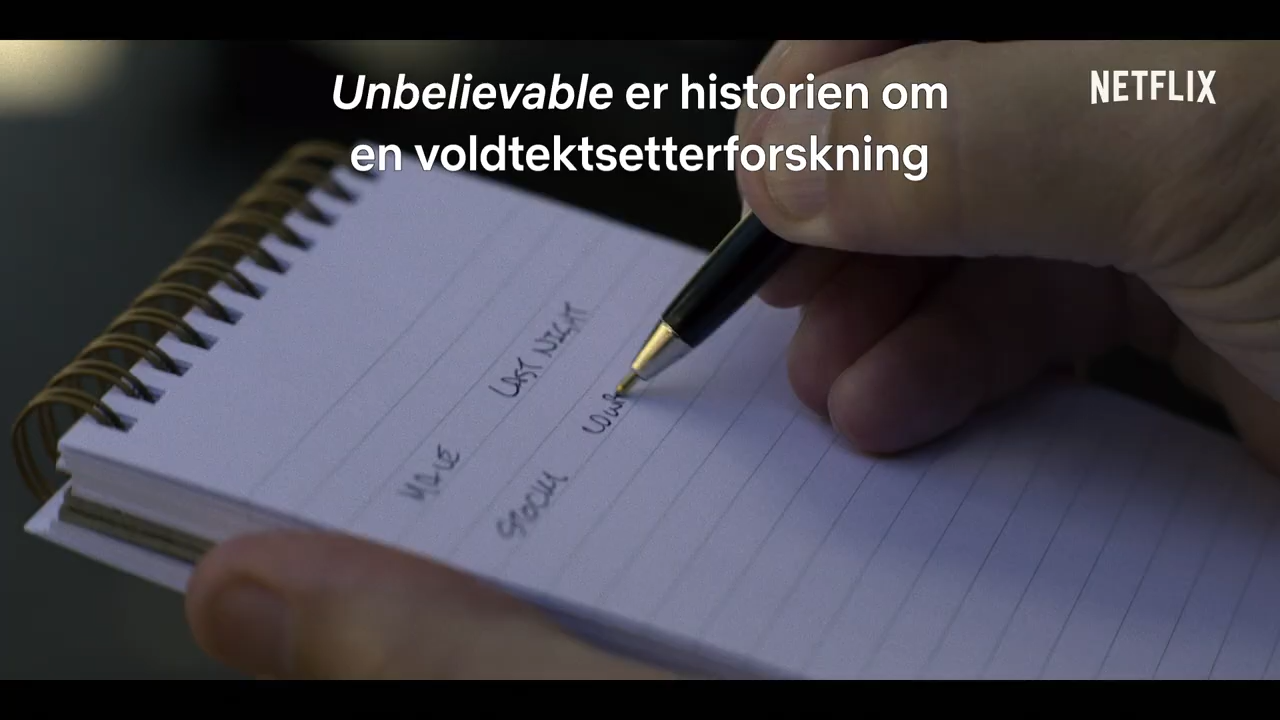 Unbelievable er historien om
en voldtektsetterforskning
NETFLIX
LAST NIGHT